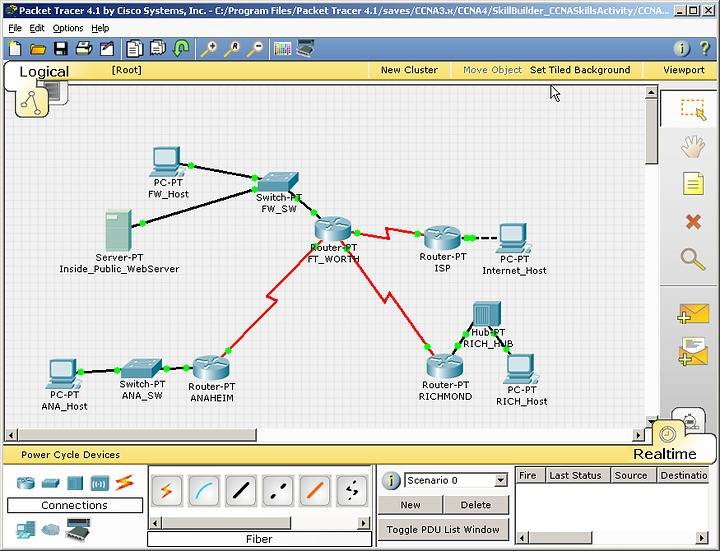 Packet Tracer 4.1 by Cisco Systems, Inc. - C:/Program Files/Packet Tracer 4.1/saves/CCNA3.x/CCNA4/SkillBuilder_CCNASkillsActivity/CCNA...
File Edit Options Help
Logical
[Root]
New Cluster
Move Object
Set Tiled Background
Viewport
PC-PT
FW_Host
Switch-PT
FW_SW
Server-PT
Inside_Public_WebServer
Router-PT
FT_WORTH
Router-PT
ISP
PC-PT
Internet_Host
Hub-PT
RICH_HUB
PC-PT
ANA_Host
Switch-PT
ANA_SW
Router-PT
ANAHEIM
Router-PT
RICHMOND
PC-PT
RICH_Host
Power Cycle Devices
Realtime
Connections
Fiber
Scenario 0
New
Delete
Toggle PDU List Window
Fire
Last Status
Source
Destinatio